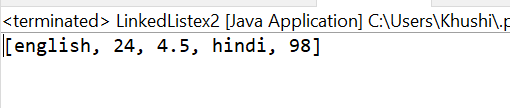 <terminated> LinkedListex2 [Java Application] C:\Users\Khushi\.p
[english, 24, 4.5, hindi, 98]